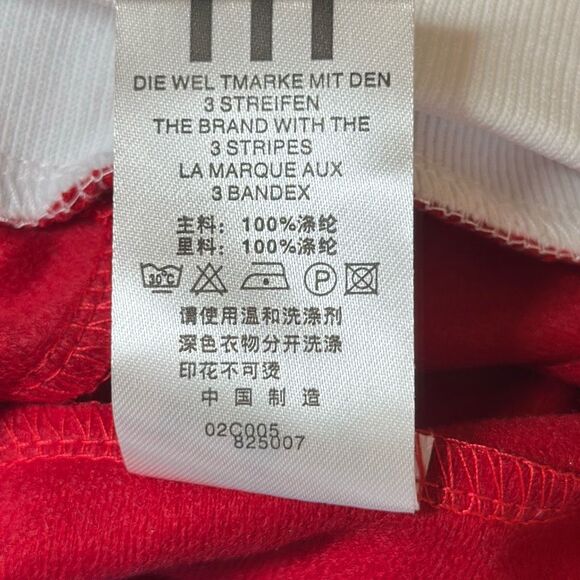 DIE WEL TMARKE MIT DEN
3 STREIFEN
THE BRAND WITH THE
3 STRIPES
LA MARQUE AUX
3 BANDEX
主料：100%涤纶
里料：100%涤纶
30°C P
请使用温和洗涤剂
深色衣物分开洗涤
印花不可烫
中国制造
02C005
825007